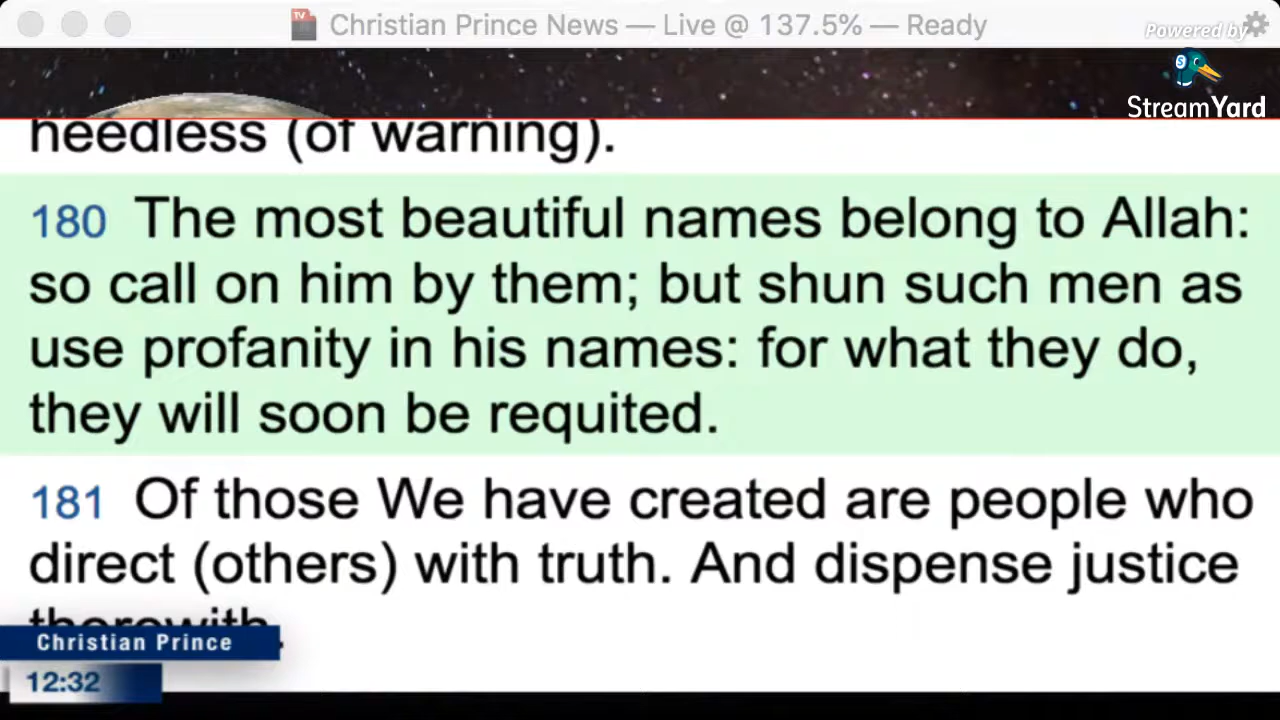 Christian Prince News — Live @ 137.5% — Ready
Powered by
StreamYard
heedless (of warning).
180 The most beautiful names belong to Allah:
so call on him by them; but shun such men as
use profanity in his names: for what they do,
they will soon be requited.
181 Of those We have created are people who
direct (others) with truth. And dispense justice
therewith.
Christian Prince
12:32